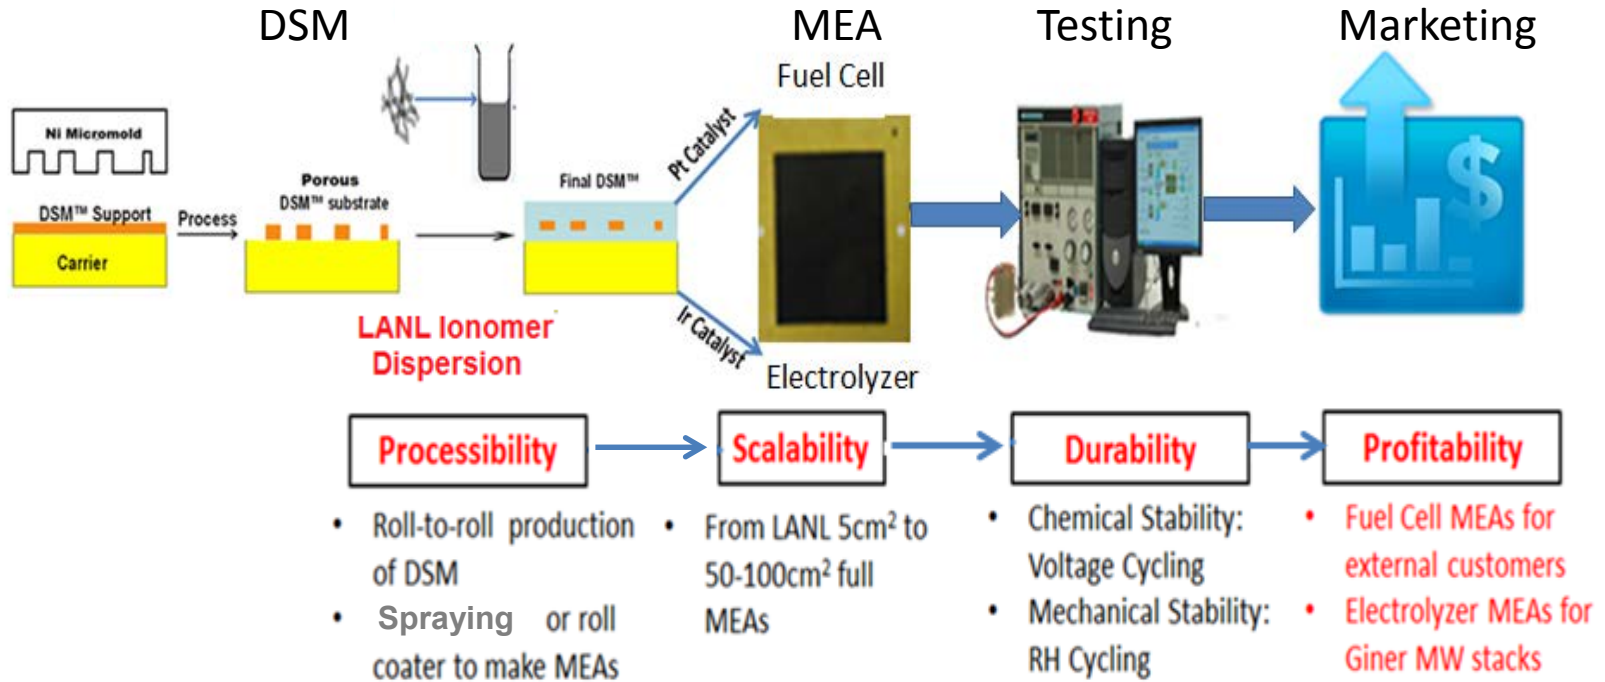 DSM
MEA
Testing
Marketing
Fuel Cell
Ni Micromold
DSM™ Support
Carrier
Process
Porous
DSM™ substrate
Final DSM™
Pt Catalyst
Ir Catalyst
$
LANL Ionomer
Dispersion
Electrolyzer
Processibility
Scalability
Durability
Profitability
• Roll-to-roll production
of DSM
• Spraying or roll
coater to make MEAs
• From LANL 5cm² to
50-100cm² full
MEAs
• Chemical Stability:
Voltage Cycling
• Mechanical Stability:
RH Cycling
• Fuel Cell MEAs for
external customers
• Electrolyzer MEAs for
Giner MW stacks